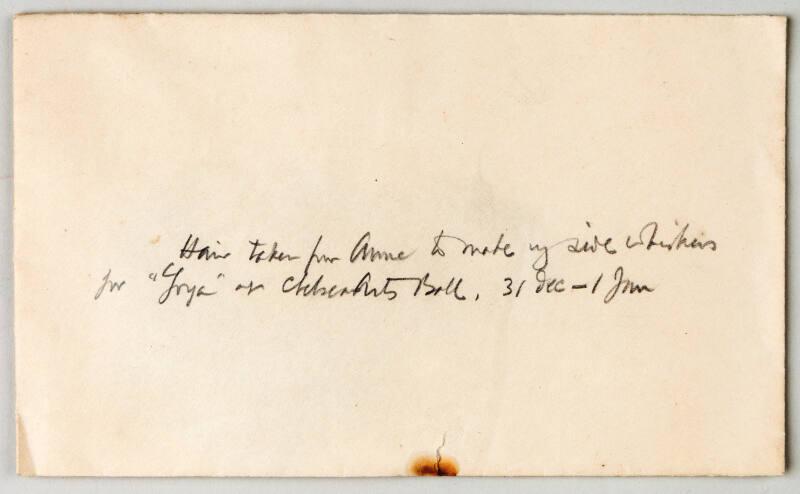 Hair taken from Anne to make my side whiskers
for "Goya" at Chelsea Arts Ball, 31 Dec – 1 Jan